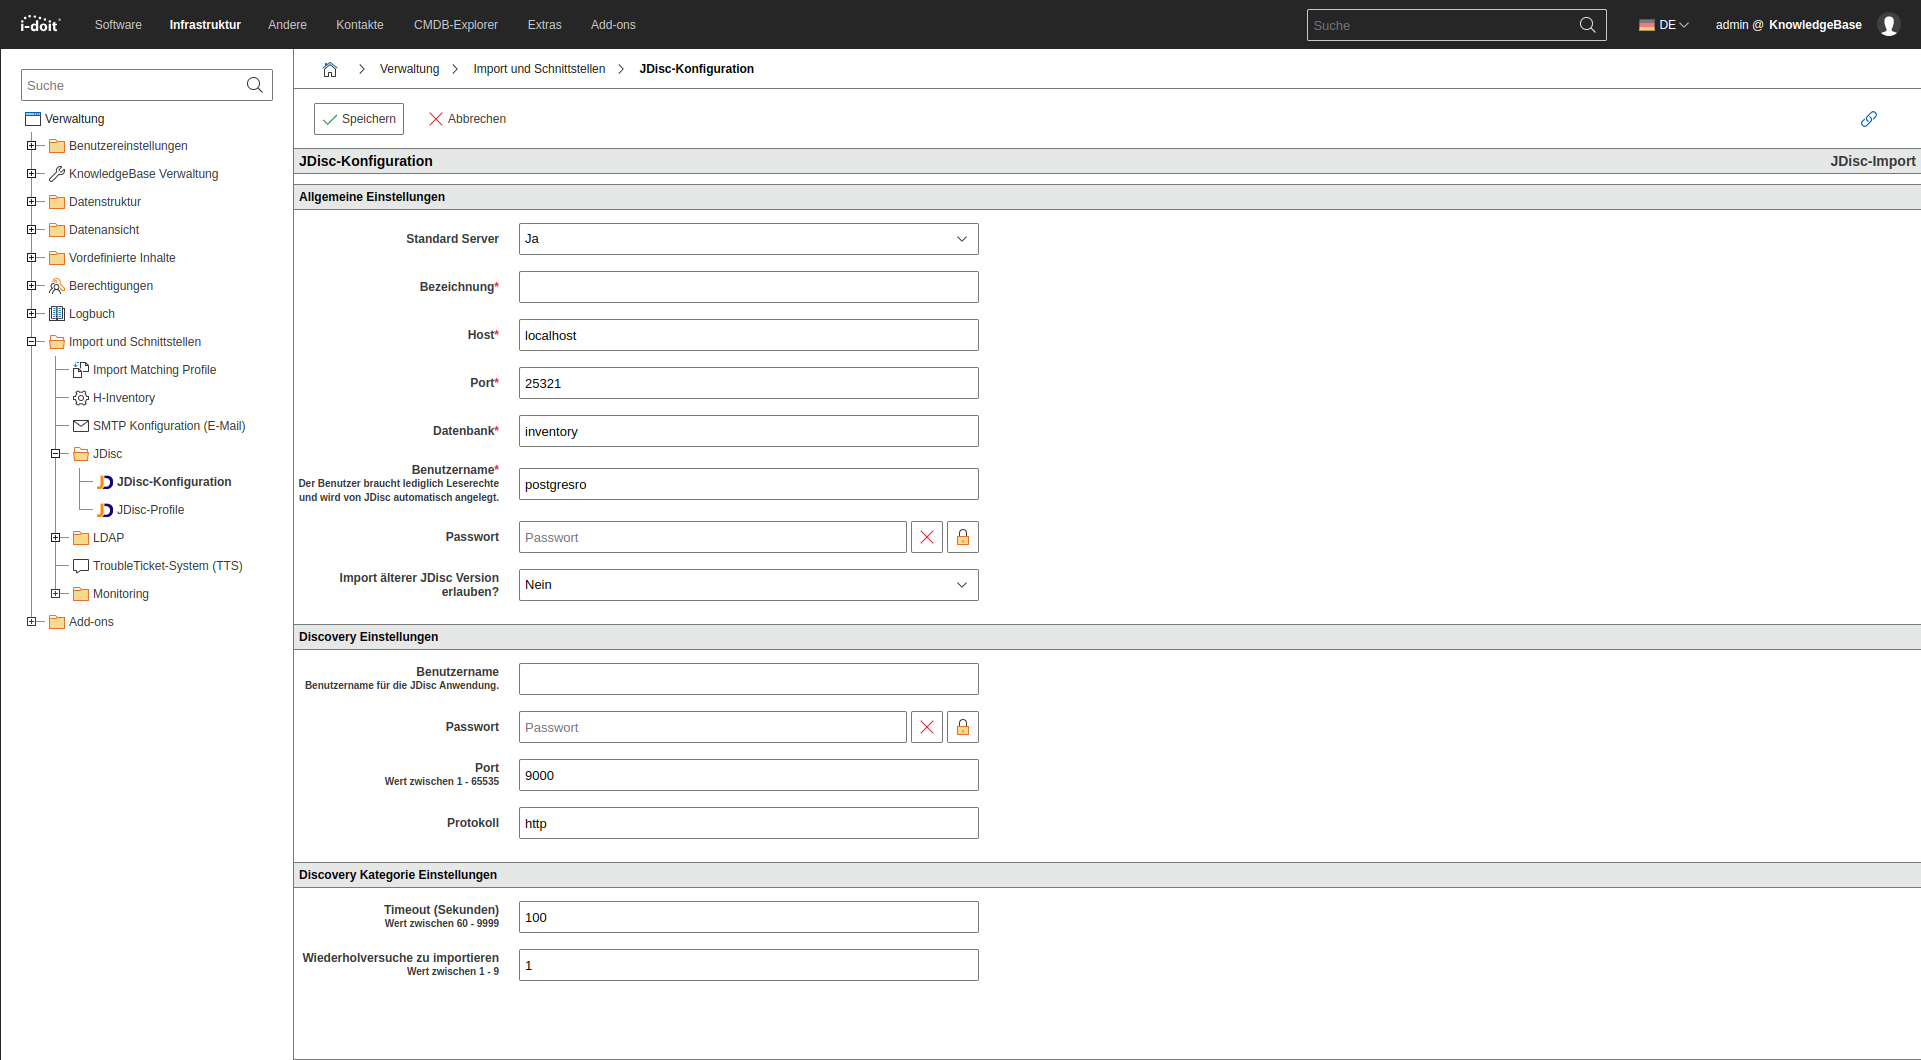 i-doit
Software
Infrastruktur
Andere
Kontakte
CMDB-Explorer
Extras
Add-ons
Suche
DE
admin @ KnowledgeBase
Suche
Verwaltung
Benutzereinstellungen
KnowledgeBase Verwaltung
Datenstruktur
Datenansicht
Vordefinierte Inhalte
Berechtigungen
Logbuch
Import und Schnittstellen
Import Matching Profile
H-Inventory
SMTP Konfiguration (E-Mail)
JDisc
JDisc-Konfiguration
JDisc-Profile
LDAP
TroubleTicket-System (TTS)
Monitoring
Add-ons
Verwaltung
Import und Schnittstellen
JDisc-Konfiguration
Speichern
Abbrechen
JDisc-Konfiguration
JDisc-Import
Allgemeine Einstellungen
Standard Server
Ja
Bezeichnung*
Host*
localhost
Port*
25321
Datenbank*
inventory
Benutzername*
Der Benutzer braucht lediglich Leserechte
und wird von JDisc automatisch angelegt.
postgresro
Passwort
Passwort
Import älterer JDisc Version
erlauben?
Nein
Discovery Einstellungen
Benutzername
Benutzername für die JDisc Anwendung.
Passwort
Passwort
Port
Wert zwischen 1 - 65535
9000
Protokoll
http
Discovery Kategorie Einstellungen
Timeout (Sekunden)
Wert zwischen 60 - 9999
100
Wiederholversuche zu importieren
Wert zwischen 1 - 9
1